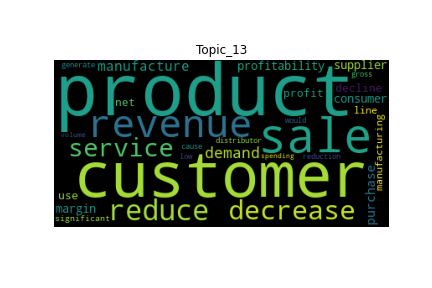 Topic_13
generate manufacture profitability supplier
gross
product
net profit decline
consumer
revenue sale line
volume cause would distributor
service demand manufacturing
low spending reduction
customer
use purchase
margin reduce decrease
significant